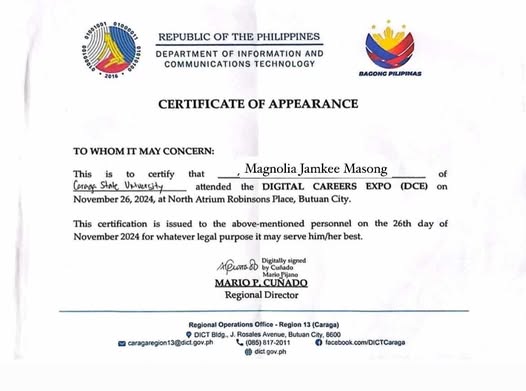 REPUBLIC OF THE PHILIPPINES
DEPARTMENT OF INFORMATION AND
COMMUNICATIONS TECHNOLOGY
2016
BAGONG PILIPINAS
CERTIFICATE OF APPEARANCE
TO WHOM IT MAY CONCERN:
This is to certify that , Magnolia Jamkee Masong of
Caraga State University attended the DIGITAL CAREERS EXPO (DCE) on
November 26, 2024, at North Atrium Robinsons Place, Butuan City.
This certification is issued to the above-mentioned personnel on the 26th day of
November 2024 for whatever legal purpose it may serve him/her best.
Digitally signed
by Cuñado
Mario Pijano
MARIO P. CUÑADO
Regional Director
Regional Operations Office - Region 13 (Caraga)
DICT Bldg., J. Rosales Avenue, Butuan City, 8600
caragaregion13@dict.gov.ph (085) 817-2011 facebook.com/DICTCaraga
dict.gov.ph